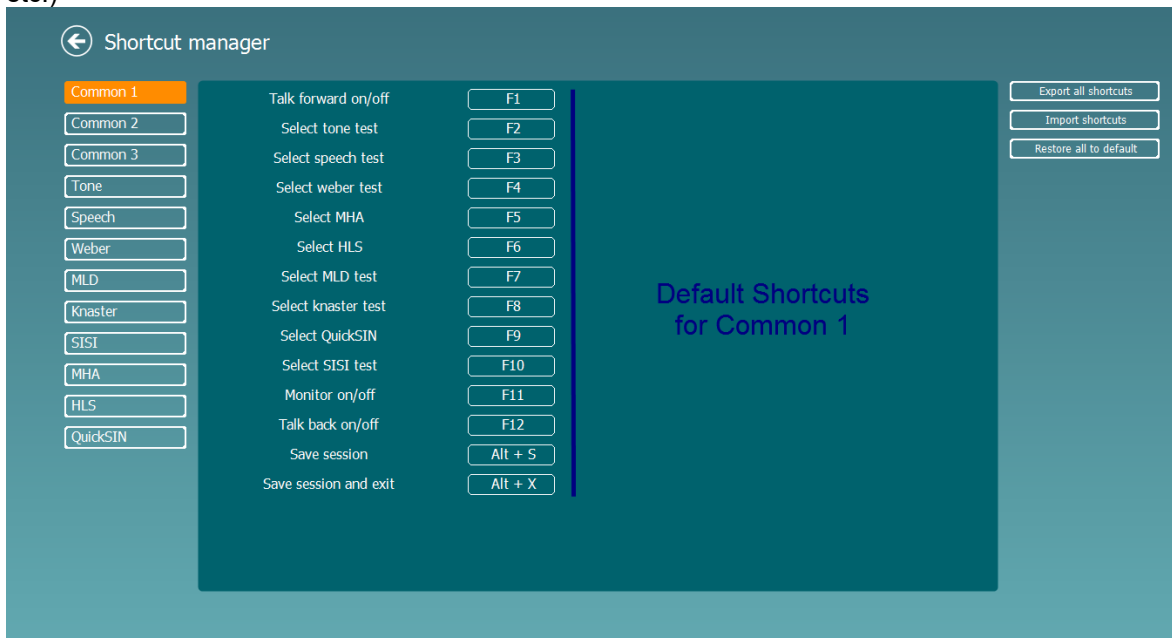 Shortcut manager
Common 1
Common 2
Common 3
Tone
Speech
Weber
MLD
Knaster
SISI
MHA
HLS
QuickSIN
Talk forward on/off F1
Select tone test F2
Select speech test F3
Select weber test F4
Select MHA F5
Select HLS F6
Select MLD test F7
Select knaster test F8
Select QuickSIN F9
Select SISI test F10
Monitor on/off F11
Talk back on/off F12
Save session Alt + S
Save session and exit Alt + X
Default Shortcuts
for Common 1
Export all shortcuts
Import shortcuts
Restore all to default